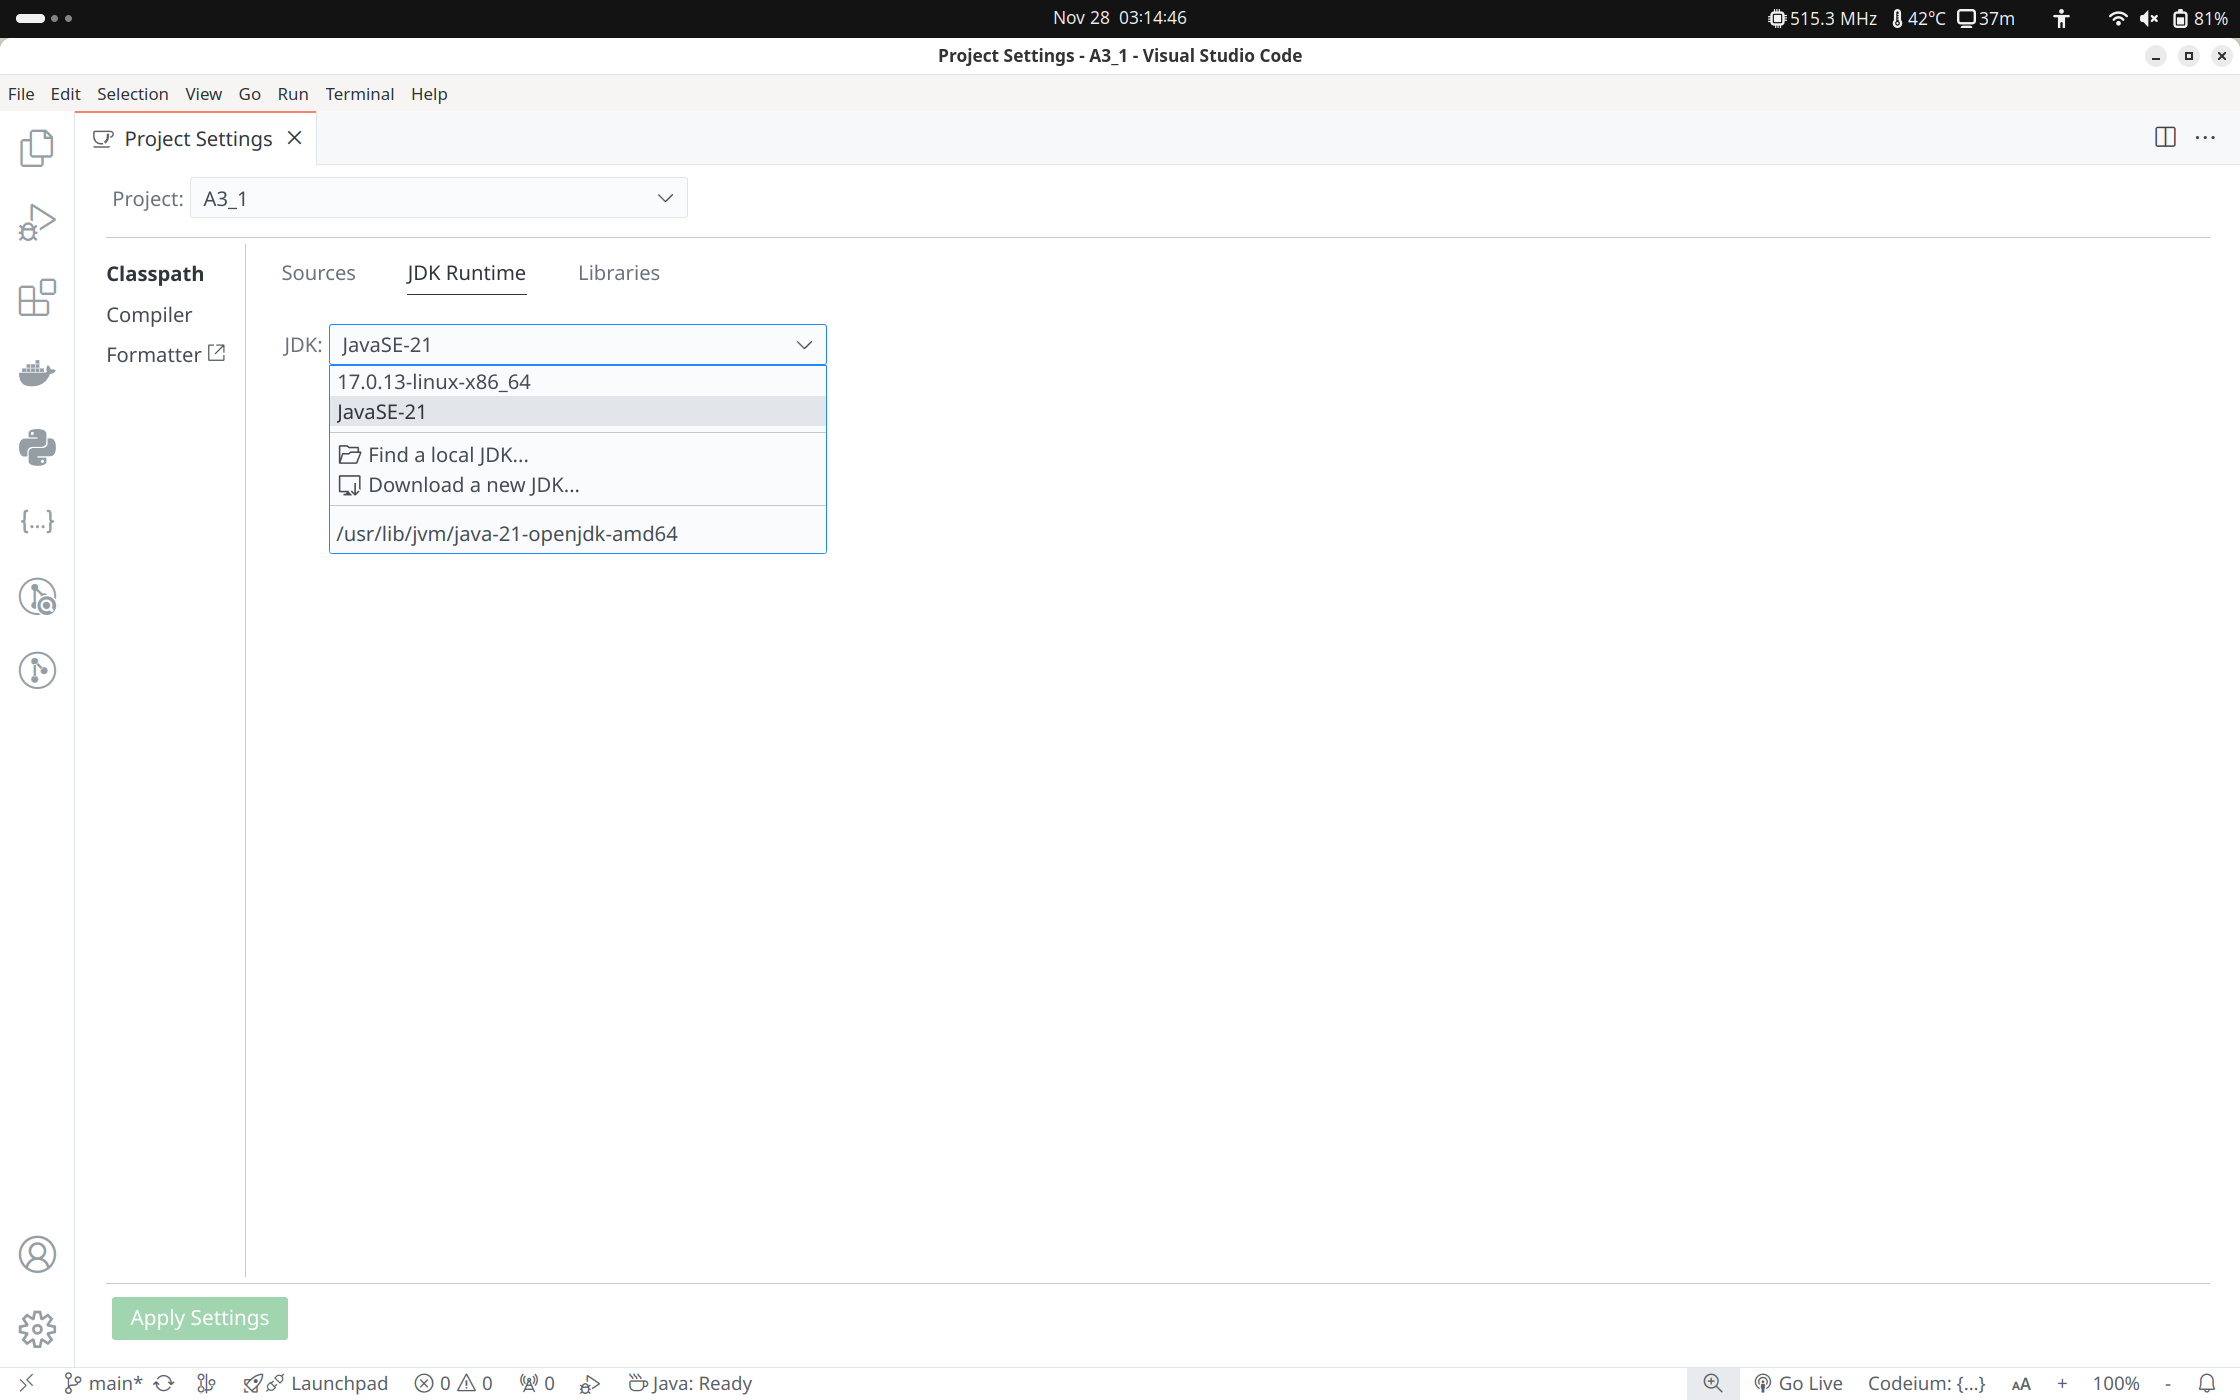 Nov 28 03:14:46
515.3 MHz 42°C 37m 81%
Project Settings - A3_1 - Visual Studio Code
File Edit Selection View Go Run Terminal Help
Project Settings
Project: A3_1
Classpath
Compiler
Formatter
Sources JDK Runtime Libraries
JDK: JavaSE-21
17.0.13-linux-x86_64
JavaSE-21
Find a local JDK...
Download a new JDK...
/usr/lib/jvm/java-21-openjdk-amd64
Apply Settings
main* Launchpad 0 0 0 Java: Ready Go Live Codeium: {...} AA + 100% -